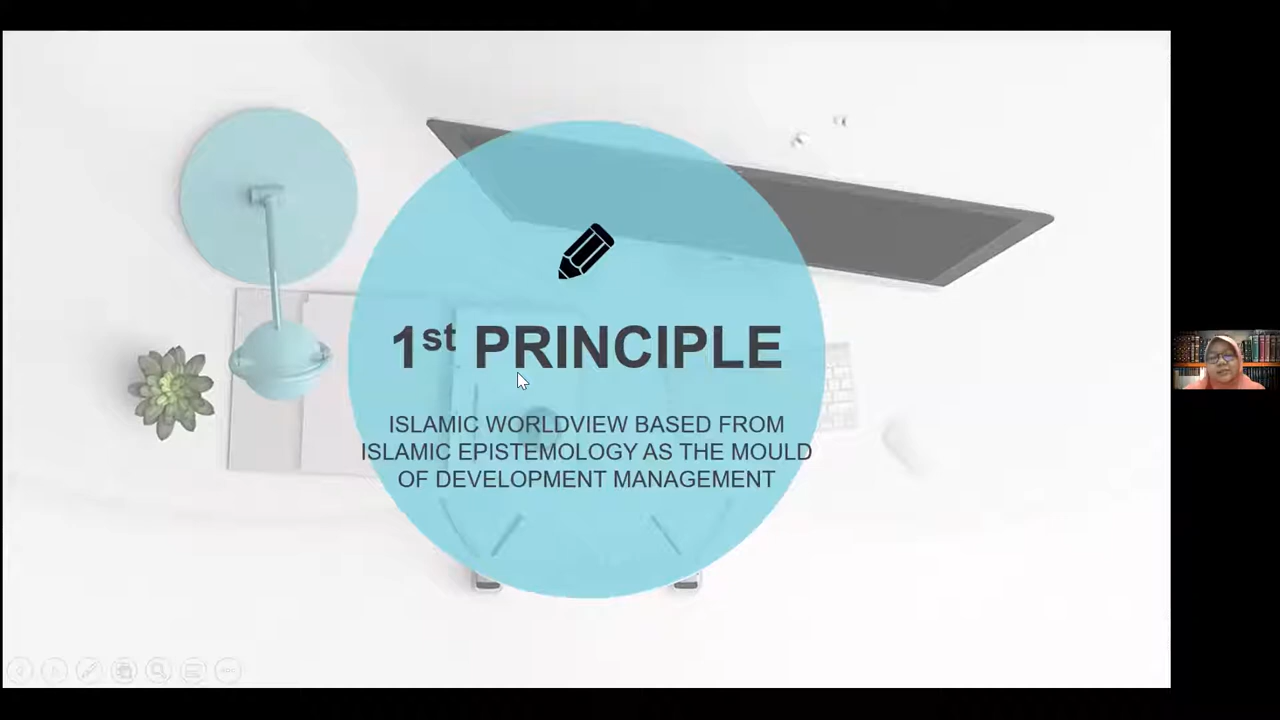 1st PRINCIPLE
ISLAMIC WORLDVIEW BASED FROM
ISLAMIC EPISTEMOLOGY AS THE MOULD
OF DEVELOPMENT MANAGEMENT